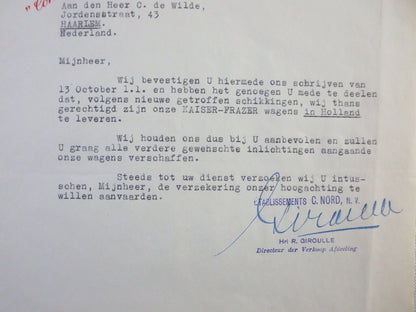 Aan den Heer C. de Wilde,
Jordensstraat, 43
HAARLEM.
Nederland.
Mijnheer,
Wij bevestigen U hiermede ons schrijven van
13 October l.l. en hebben het genoegen U mede te deelen
dat, volgens nieuwe getroffen schikkingen, wij thans
gerechtigd zijn onze KAISER-FRAZER wagens in Holland
te leveren.
Wij houden ons dus bij U aanbevolen en zullen
U graag alle verdere gewenschte inlichtingen aangaande
onze wagens verschaffen.
Steeds tot uw dienst verzoeken wij U intus-
schen, Mijnheer, de verzekering onzer hoogachting te
willen aanvaarden.
ETABLISSEMENTS C. NORD, N. V.
Giroulle
HH R. GIROULLE
Directeur der Verkoop Afdeeling